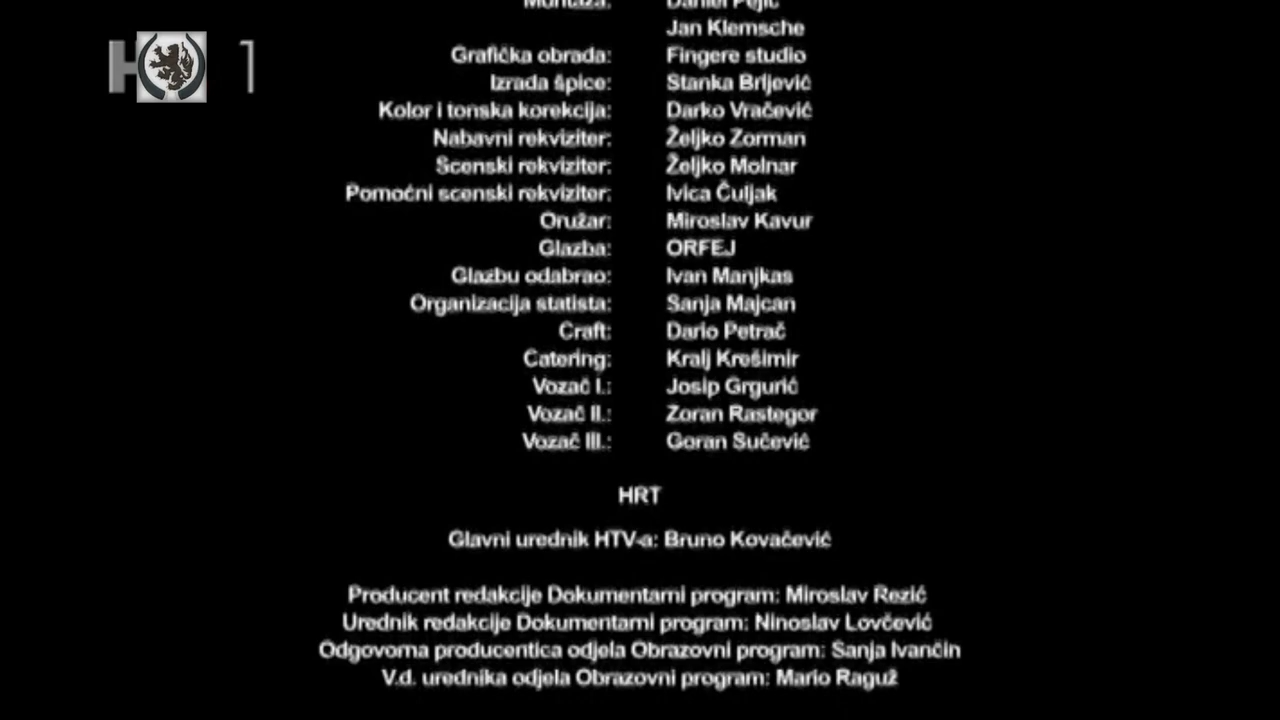 Montaža: Daniel Pejić
Jan Klemsche
Grafička obrada: Fingere studio
Izrada špice: Stanka Brljević
Kolor i tonska korekcija: Darko Vračević
Nabavni rekviziter: Željko Zorman
Scenski rekviziter: Željko Molnar
Pomoćni scenski rekviziter: Ivica Čuljak
Oružar: Miroslav Kavur
Glazba: ORFEJ
Glazbu odabrao: Ivan Manjkas
Organizacija statista: Sanja Majcan
Craft: Dario Petrač
Catering: Kralj Krešimir
Vozač I.: Josip Grgurić
Vozač II.: Zoran Rastegor
Vozač III.: Goran Sučević
HRT
Glavni urednik HTV-a: Bruno Kovačević
Producent redakcije Dokumentarni program: Miroslav Rezić
Urednik redakcije Dokumentarni program: Ninoslav Lovčević
Odgovorna producentica odjela Obrazovni program: Sanja Ivančin
V.d. urednika odjela Obrazovni program: Mario Raguž